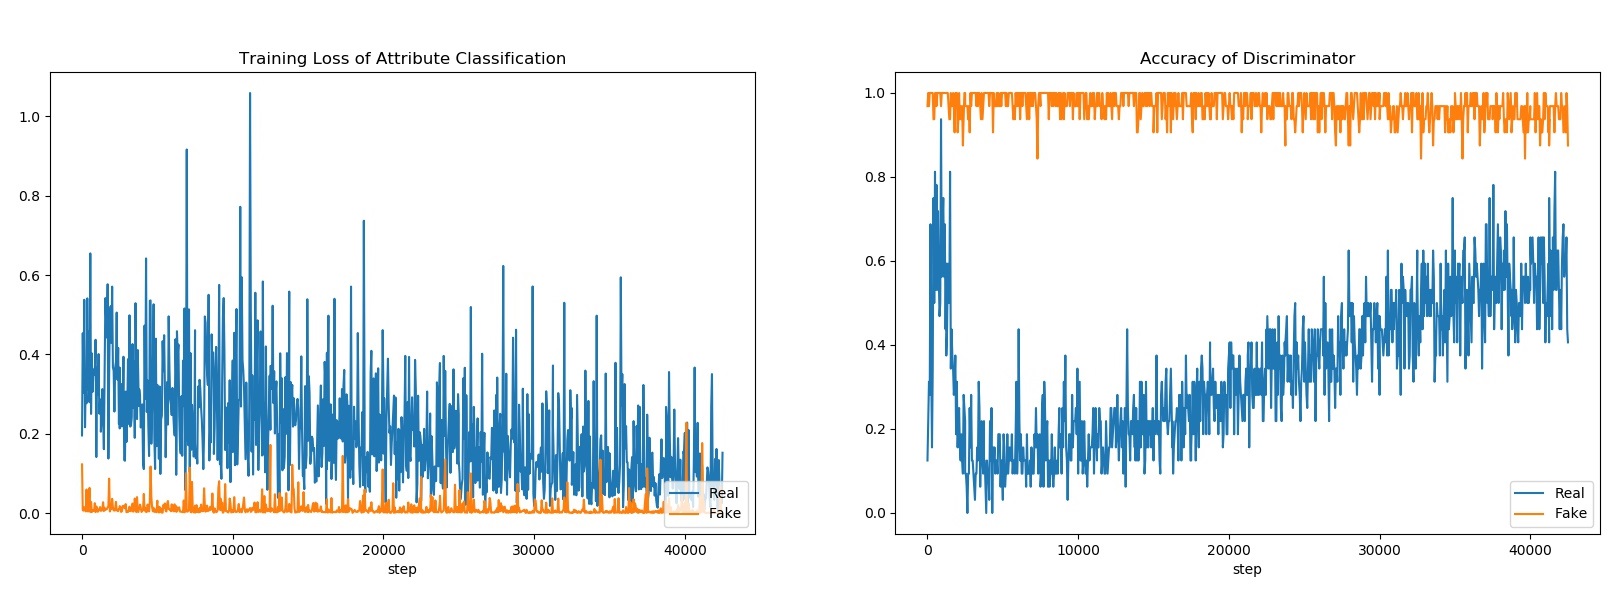 Training Loss of Attribute Classification
1.0
0.8
0.6
0.4
0.2
0.0
0 10000 20000 30000 40000
step
Real
Fake
Accuracy of Discriminator
1.0
0.8
0.6
0.4
0.2
0.0
0 10000 20000 30000 40000
step
Real
Fake